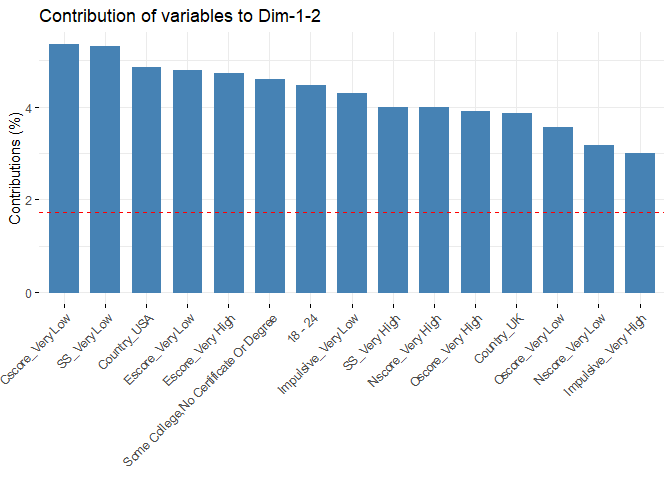 Contribution of variables to Dim-1-2
Contributions (%)
4
2
0
Cscore_Very Low
SS_Very Low
Country_USA
Escore_Very Low
Escore_Very High
Some College,No Certificate Or Degree
18 - 24
Impulsive_Very Low
SS_Very High
Nscore_Very High
Oscore_Very High
Country_UK
Oscore_Very Low
Nscore_Very Low
Impulsive_Very High